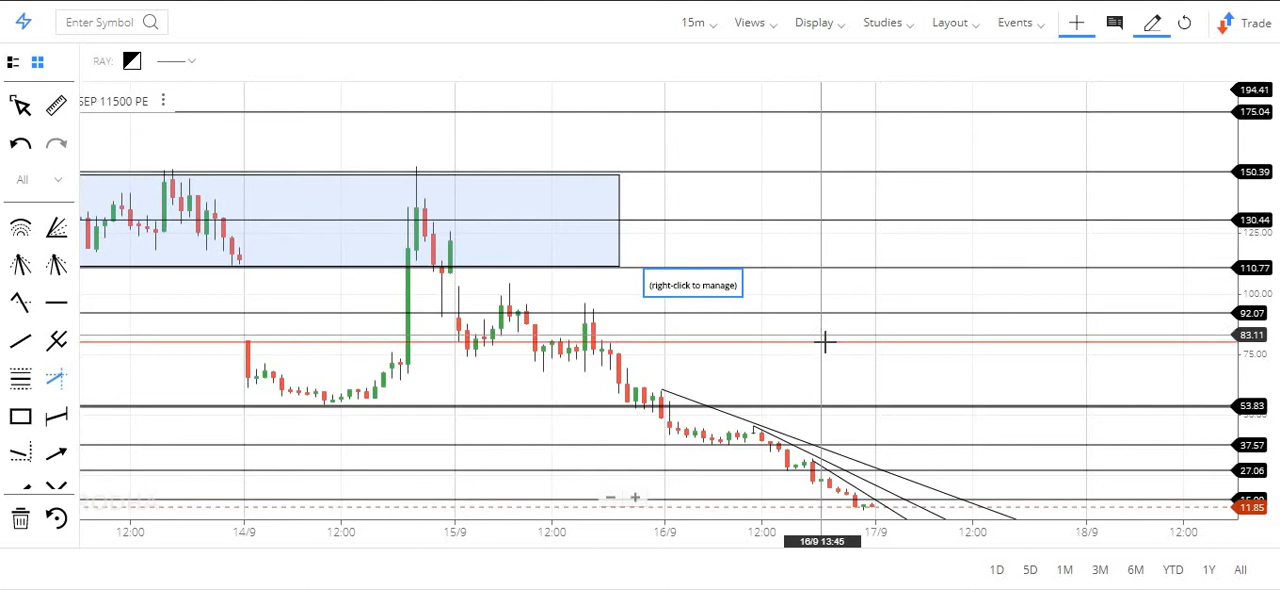 Enter Symbol
15m Views Display Studies Layout Events Trade
RAY:
SEP 11500 PE
All
(right-click to manage)
194.41
175.04
150.39
130.44
125.00
110.77
100.00
92.07
83.11
75.00
53.83
37.57
27.06
11.85
12:00 14/9 12:00 15/9 12:00 16/9 12:00 17/9 12:00 18/9 12:00
16/9 13:45
1D 5D 1M 3M 6M YTD 1Y All